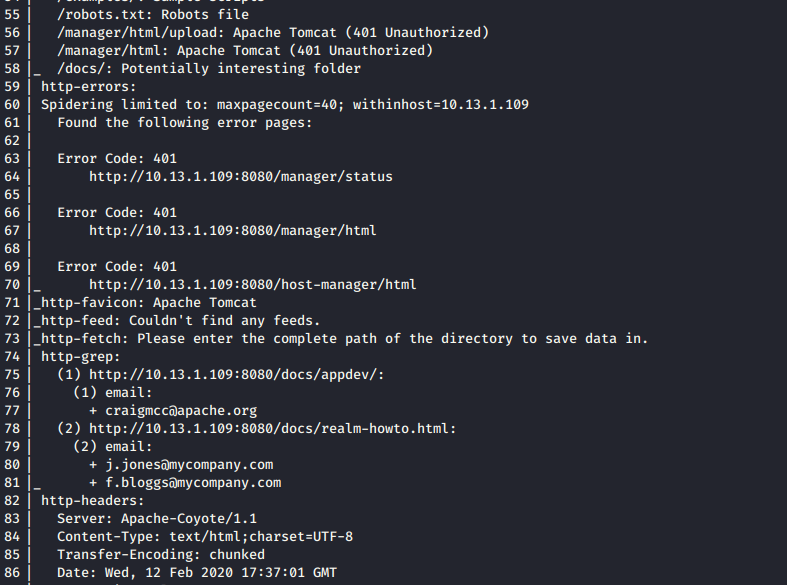 55 |   /robots.txt: Robots file
56 |   /manager/html/upload: Apache Tomcat (401 Unauthorized)
57 |   /manager/html: Apache Tomcat (401 Unauthorized)
58 |_  /docs/: Potentially interesting folder
59 | http-errors:
60 | Spidering limited to: maxpagecount=40; withinhost=10.13.1.109
61 |   Found the following error pages:
62 |
63 |   Error Code: 401
64 |       http://10.13.1.109:8080/manager/status
65 |
66 |   Error Code: 401
67 |       http://10.13.1.109:8080/manager/html
68 |
69 |   Error Code: 401
70 |_      http://10.13.1.109:8080/host-manager/html
71 |_http-favicon: Apache Tomcat
72 |_http-feed: Couldn't find any feeds.
73 |_http-fetch: Please enter the complete path of the directory to save data in.
74 | http-grep:
75 |   (1) http://10.13.1.109:8080/docs/appdev/:
76 |     (1) email:
77 |       + craigmcc@apache.org
78 |   (2) http://10.13.1.109:8080/docs/realm-howto.html:
79 |     (2) email:
80 |       + j.jones@mycompany.com
81 |_      + f.bloggs@mycompany.com
82 | http-headers:
83 |   Server: Apache-Coyote/1.1
84 |   Content-Type: text/html;charset=UTF-8
85 |   Transfer-Encoding: chunked
86 |   Date: Wed, 12 Feb 2020 17:37:01 GMT